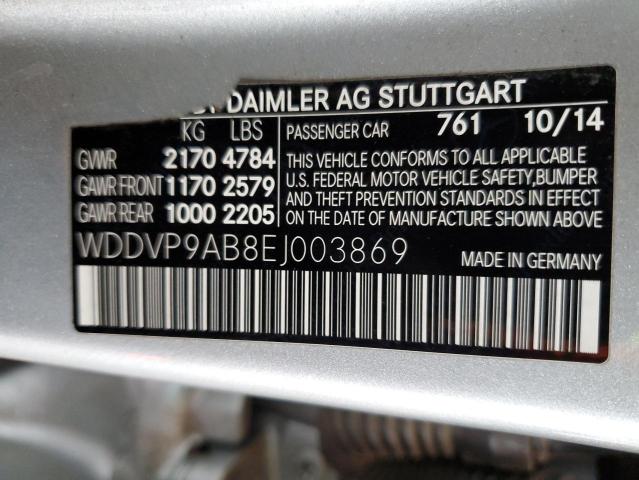 DAIMLER AG STUTTGART
KG LBS
PASSENGER CAR 761 10/14
GVWR 2170 4784
GAWR FRONT 1170 2579
GAWR REAR 1000 2205
THIS VEHICLE CONFORMS TO ALL APPLICABLE
U.S. FEDERAL MOTOR VEHICLE SAFETY,BUMPER
AND THEFT PREVENTION STANDARDS IN EFFECT
ON THE DATE OF MANUFACTURE SHOWN ABOVE
WDDVP9AB8EJ003869
MADE IN GERMANY